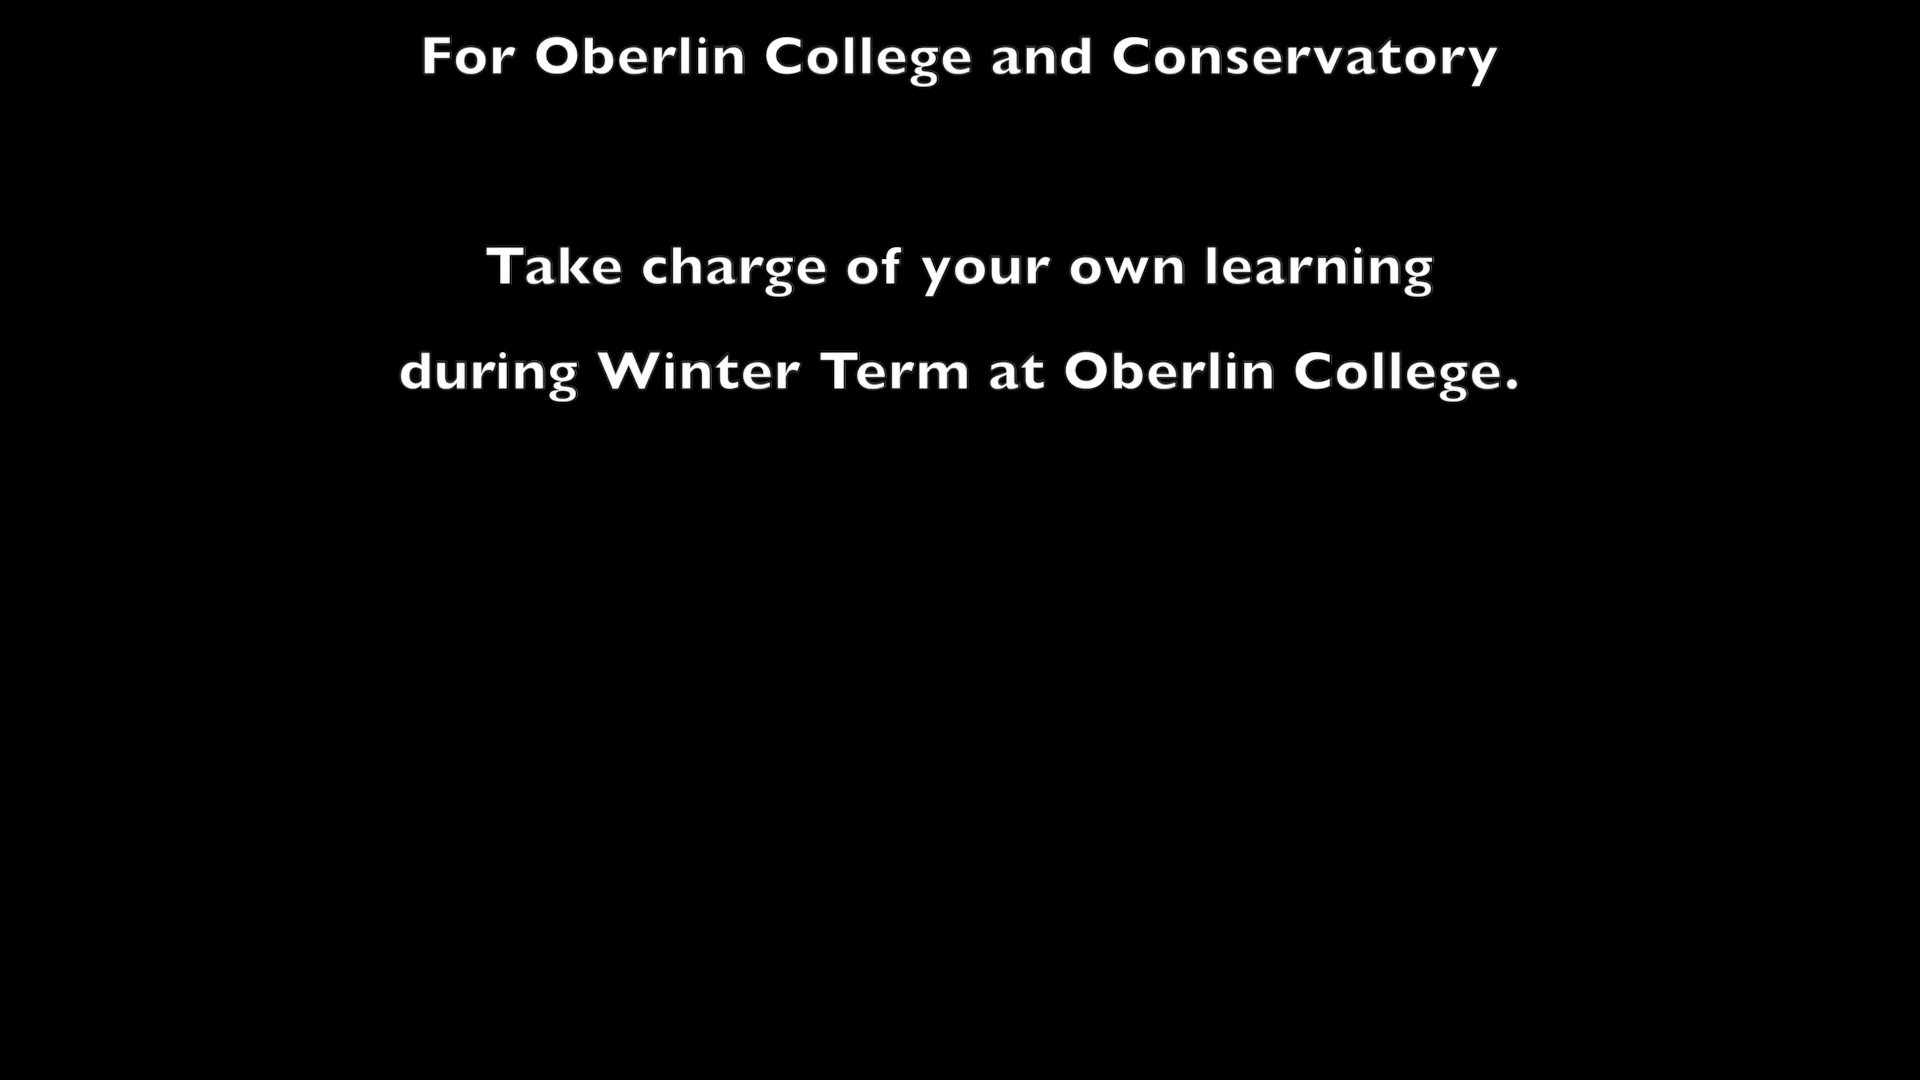 For Oberlin College and Conservatory
Take charge of your own learning
during Winter Term at Oberlin College.